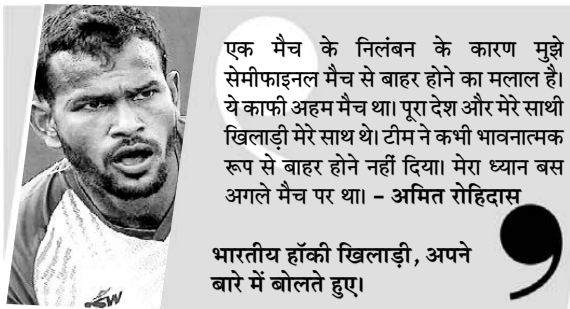 एक मैच के निलंबन के कारण मुझे
सेमीफाइनल मैच से बाहर होने का मलाल है।
ये काफी अहम मैच था। पूरा देश और मेरे साथी
खिलाड़ी मेरे साथ थे। टीम ने कभी भावनात्मक
रूप से बाहर होने नहीं दिया। मेरा ध्यान बस
अगले मैच पर था। – अमित रोहिदास
भारतीय हॉकी खिलाड़ी, अपने
बारे में बोलते हुए।